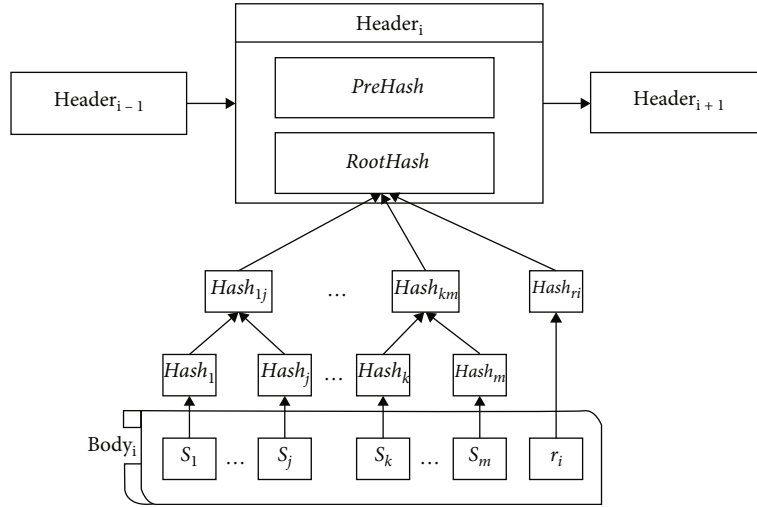 Header_i
Header_{i – 1}
PreHash
Header_{i + 1}
RootHash
Hash_{1j} ... Hash_{km} Hash_{ri}
Hash_1 Hash_j ... Hash_k Hash_m
Body_i S_1 ... S_j S_k ... S_m r_i